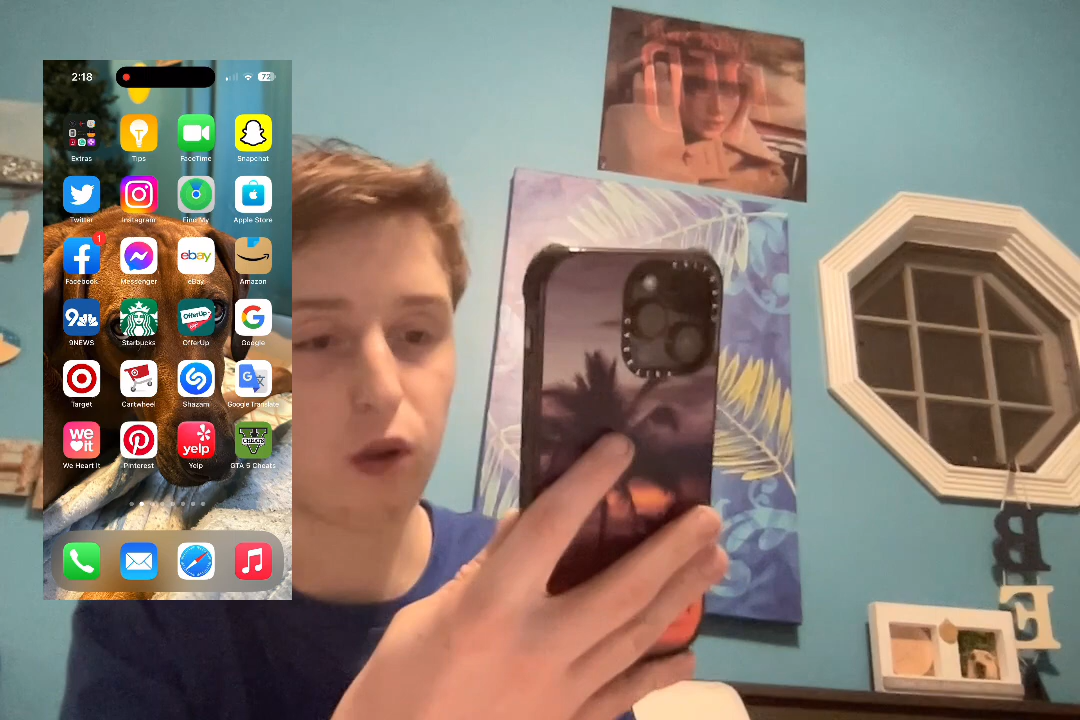 2:18
72
Extras Tips FaceTime Snapchat
Twitter Instagram Find My Apple Store
1
Facebook Messenger eBay Amazon
ebay
9NEWS Starbucks OfferUp Google
OfferUp
Target Cartwheel Shazam Google Translate
G
we
it
yelp
V
CHEATS
We Heart It Pinterest Yelp GTA 5 Cheats
B
E